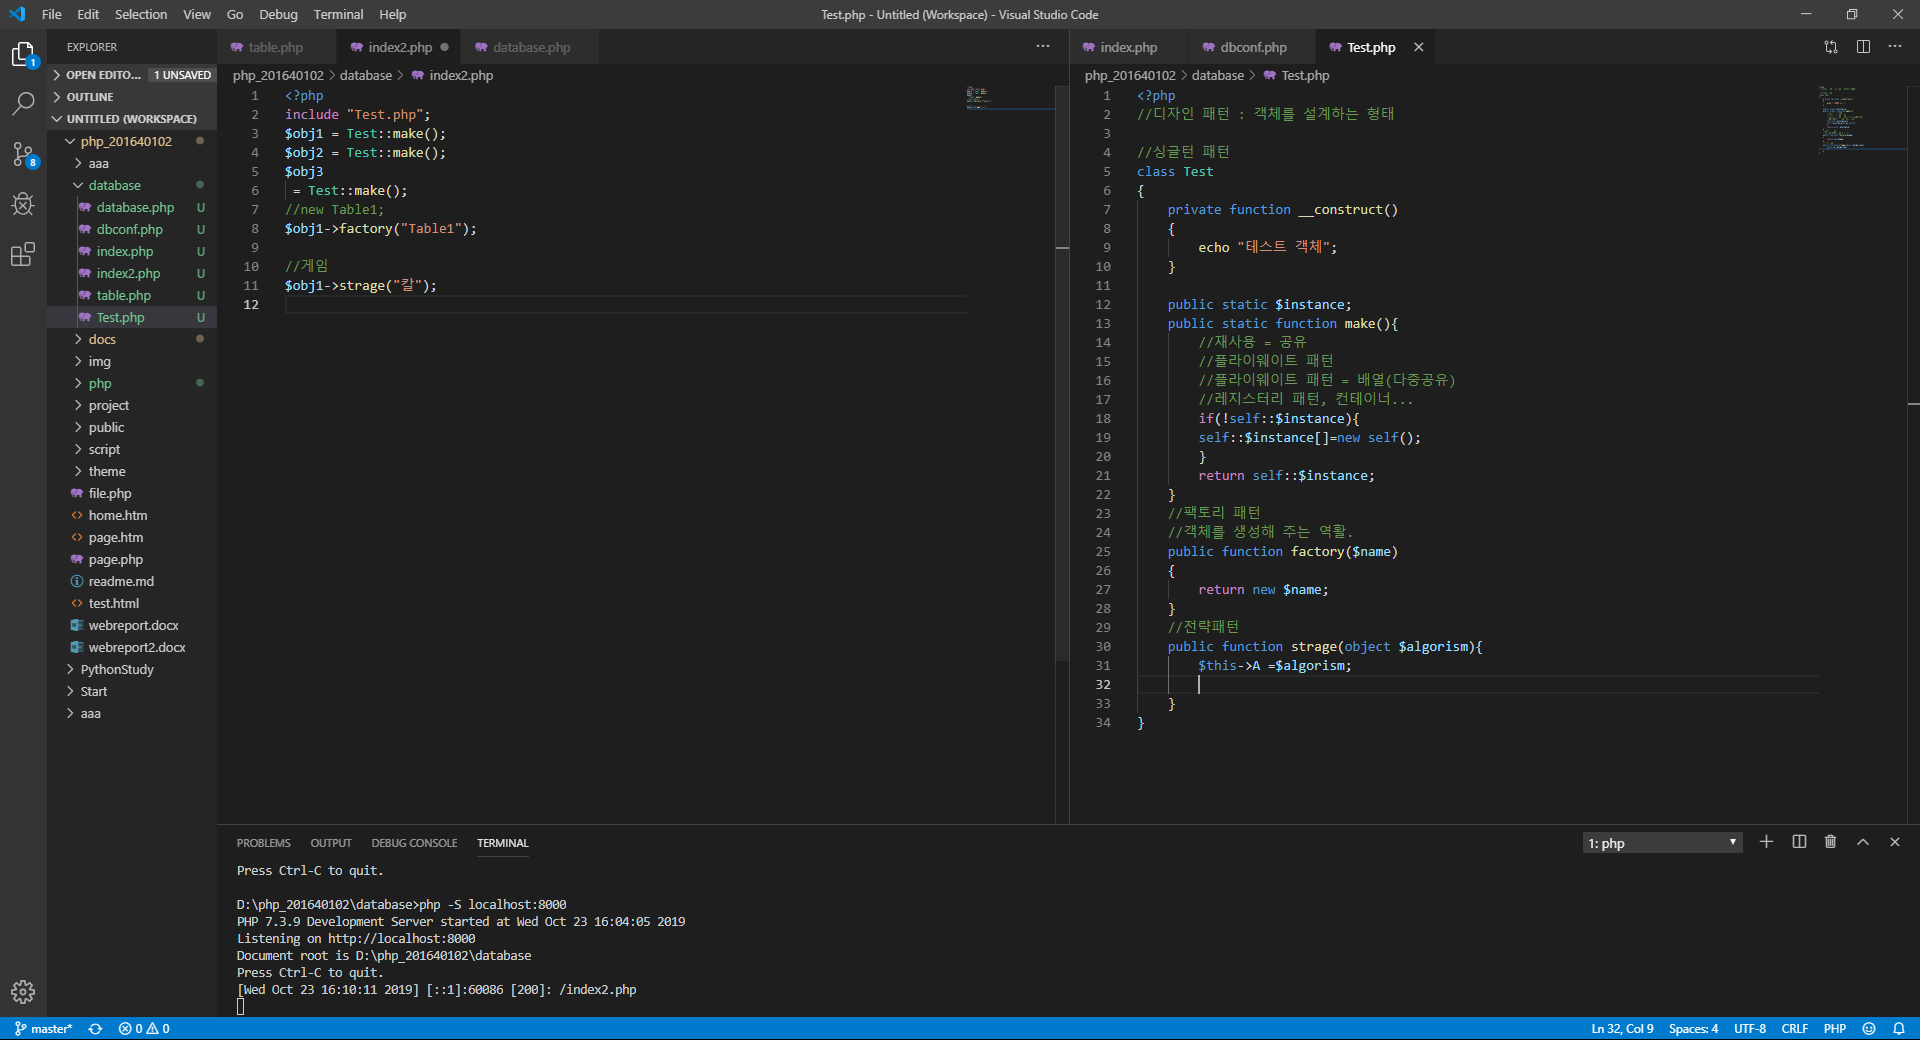 File Edit Selection View Go Debug Terminal Help
Test.php - Untitled (Workspace) - Visual Studio Code
EXPLORER
OPEN EDITO... 1 UNSAVED
OUTLINE
UNTITLED (WORKSPACE)
php_201640102
aaa
database
database.php U
dbconf.php U
index.php U
index2.php U
table.php U
Test.php U
docs
img
php
project
public
script
theme
file.php
home.htm
page.htm
page.php
readme.md
test.html
webreport.docx
webreport2.docx
PythonStudy
Start
aaa
1
8
table.php index2.php database.php
php_201640102 > database > index2.php
1 <?php
2 include "Test.php";
3 $obj1 = Test::make();
4 $obj2 = Test::make();
5 $obj3
6 = Test::make();
7 //new Table1;
8 $obj1->factory("Table1");
9
10 //게임
11 $obj1->strage("칼");
12
index.php dbconf.php Test.php
php_201640102 > database > Test.php
1 <?php
2 //디자인 패턴 : 객체를 설계하는 형태
3
4 //싱글턴 패턴
5 class Test
6 {
7 private function __construct()
8 {
9 echo "테스트 객체";
10 }
11
12 public static $instance;
13 public static function make(){
14 //재사용 = 공유
15 //플라이웨이트 패턴
16 //플라이웨이트 패턴 = 배열(다중공유)
17 //레지스터리 패턴, 컨테이너...
18 if(!self::$instance){
19 self::$instance[]=new self();
20 }
21 return self::$instance;
22 }
23 //팩토리 패턴
24 //객체를 생성해 주는 역활.
25 public function factory($name)
26 {
27 return new $name;
28 }
29 //전략패턴
30 public function strage(object $algorism){
31 $this->A =$algorism;
32
33 }
34 }
PROBLEMS OUTPUT DEBUG CONSOLE TERMINAL
1: php
Press Ctrl-C to quit.
D:\php_201640102\database>php -S localhost:8000
PHP 7.3.9 Development Server started at Wed Oct 23 16:04:05 2019
Listening on http://localhost:8000
Document root is D:\php_201640102\database
Press Ctrl-C to quit.
[Wed Oct 23 16:10:11 2019] [::1]:60086 [200]: /index2.php
master* 0 0
Ln 32, Col 9 Spaces: 4 UTF-8 CRLF PHP